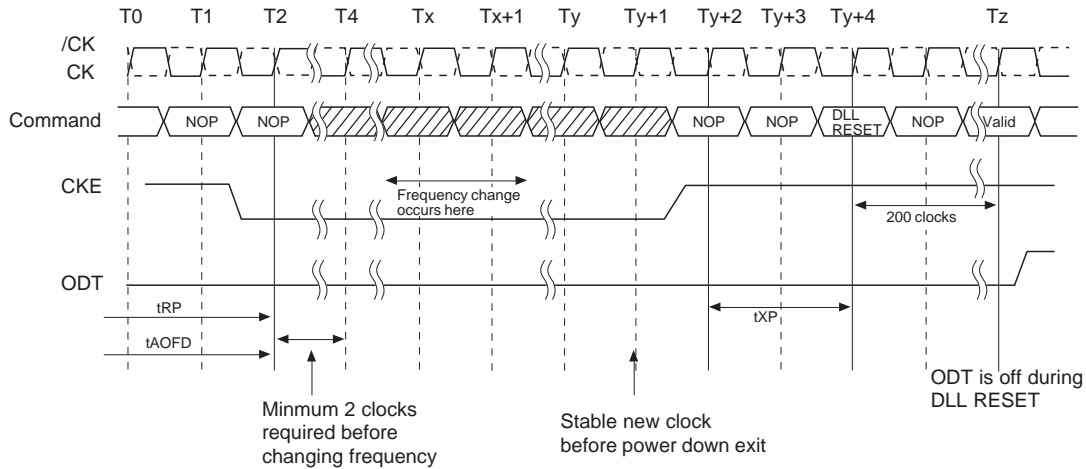 T0 T1 T2 T4 Tx Tx+1 Ty Ty+1 Ty+2 Ty+3 Ty+4 Tz
/CK
CK
Command NOP NOP NOP NOP DLL RESET NOP Valid
CKE
Frequency change
occurs here
200 clocks
ODT
tRP
tXP
tAOFD
Minmum 2 clocks
required before
changing frequency
Stable new clock
before power down exit
ODT is off during
DLL RESET